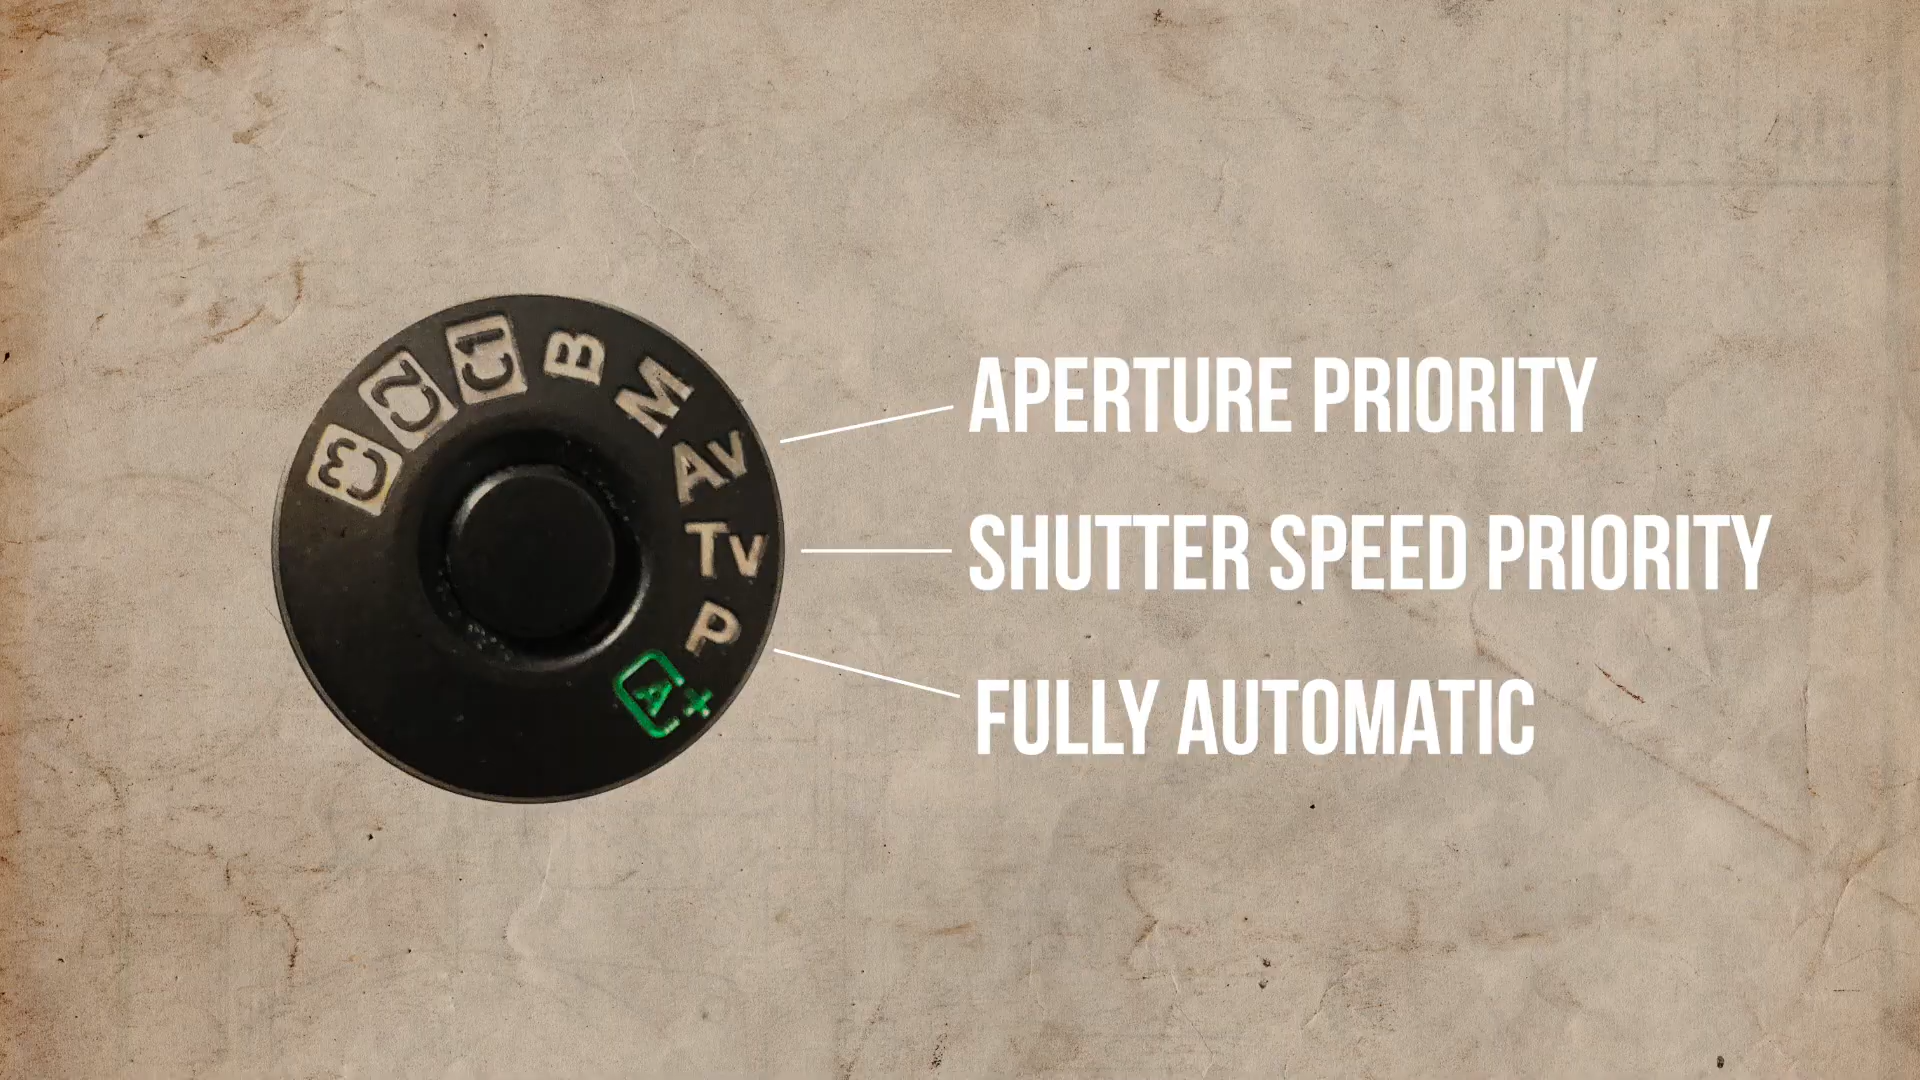 C3
C2
C1
B
M
Av
Tv
P
A+
APERTURE PRIORITY
SHUTTER SPEED PRIORITY
FULLY AUTOMATIC